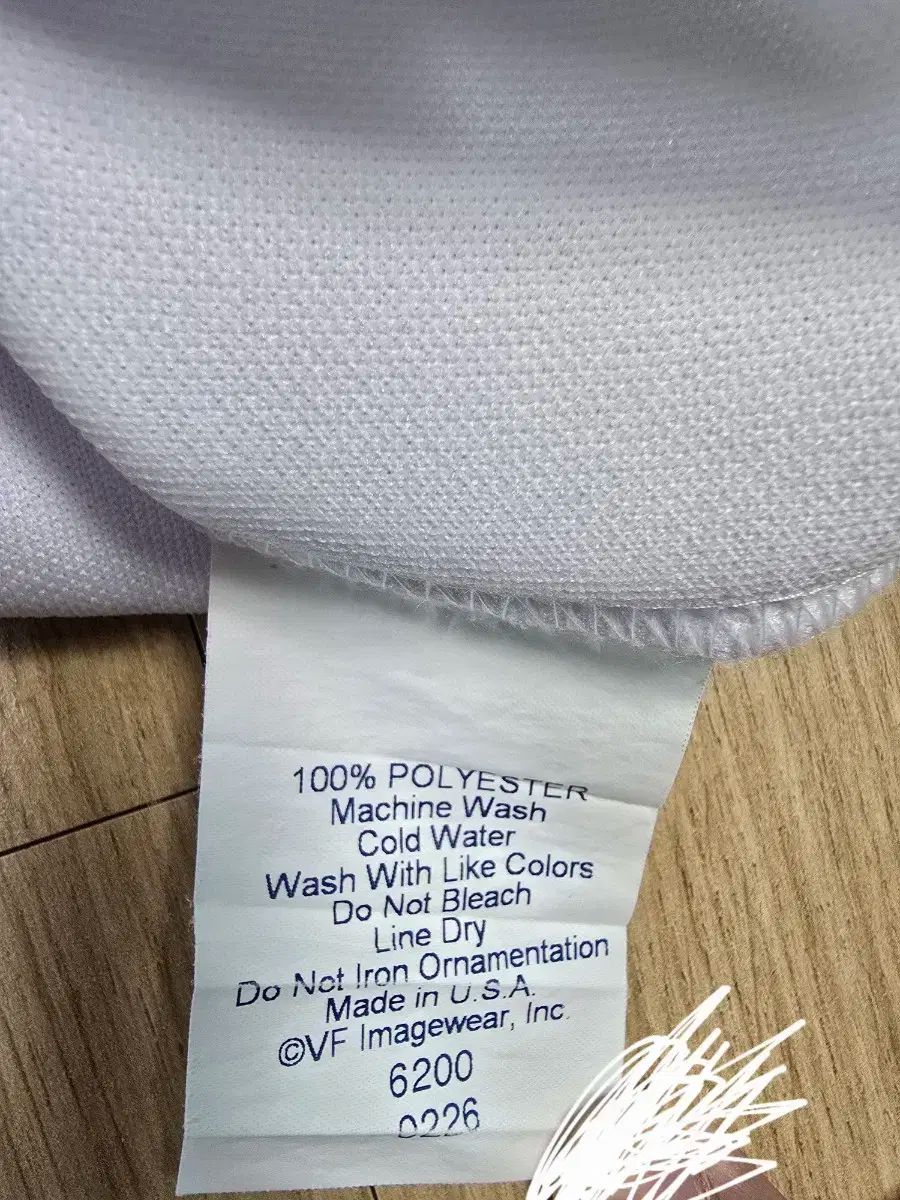 100% POLYESTER
Machine Wash
Cold Water
Wash With Like Colors
Do Not Bleach
Line Dry
Do Not Iron Ornamentation
Made in U.S.A.
©VF Imagewear, Inc.
6200
0226